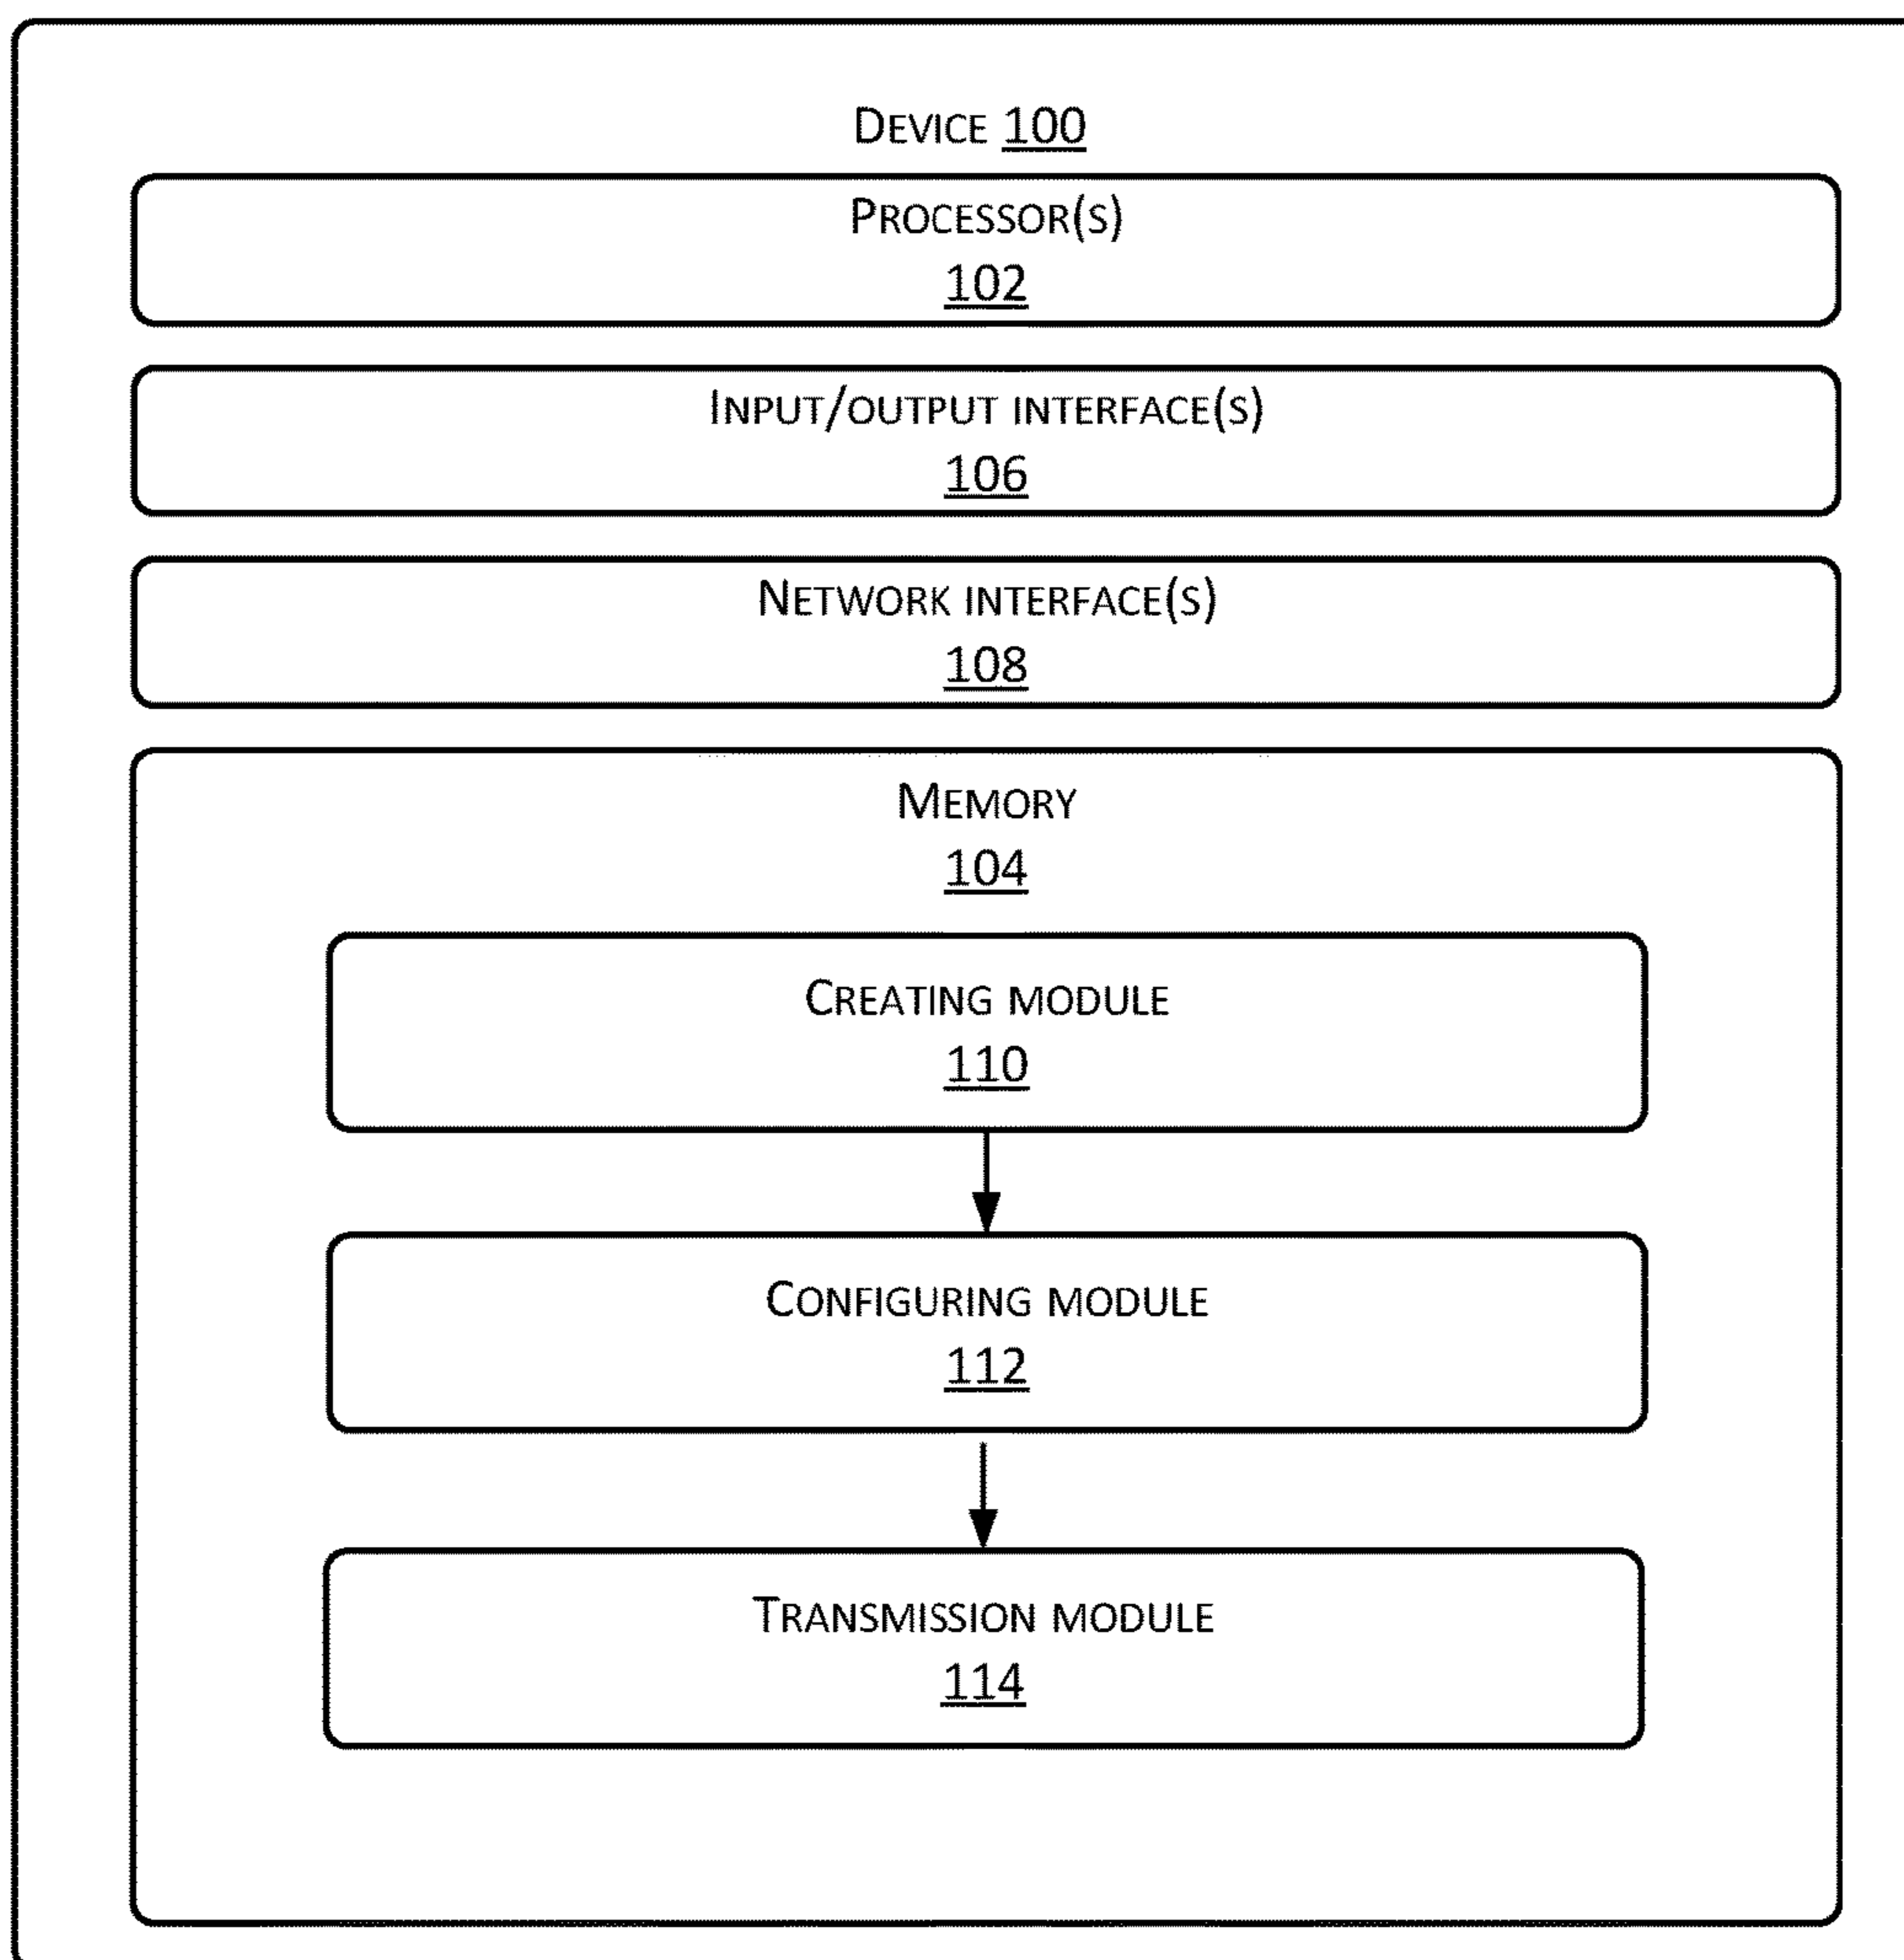 DEVICE 100
PROCESSOR(S)
102
INPUT/OUTPUT INTERFACE(S)
106
NETWORK INTERFACE(S)
108
MEMORY
104
CREATING MODULE
110
CONFIGURING MODULE
112
TRANSMISSION MODULE
114